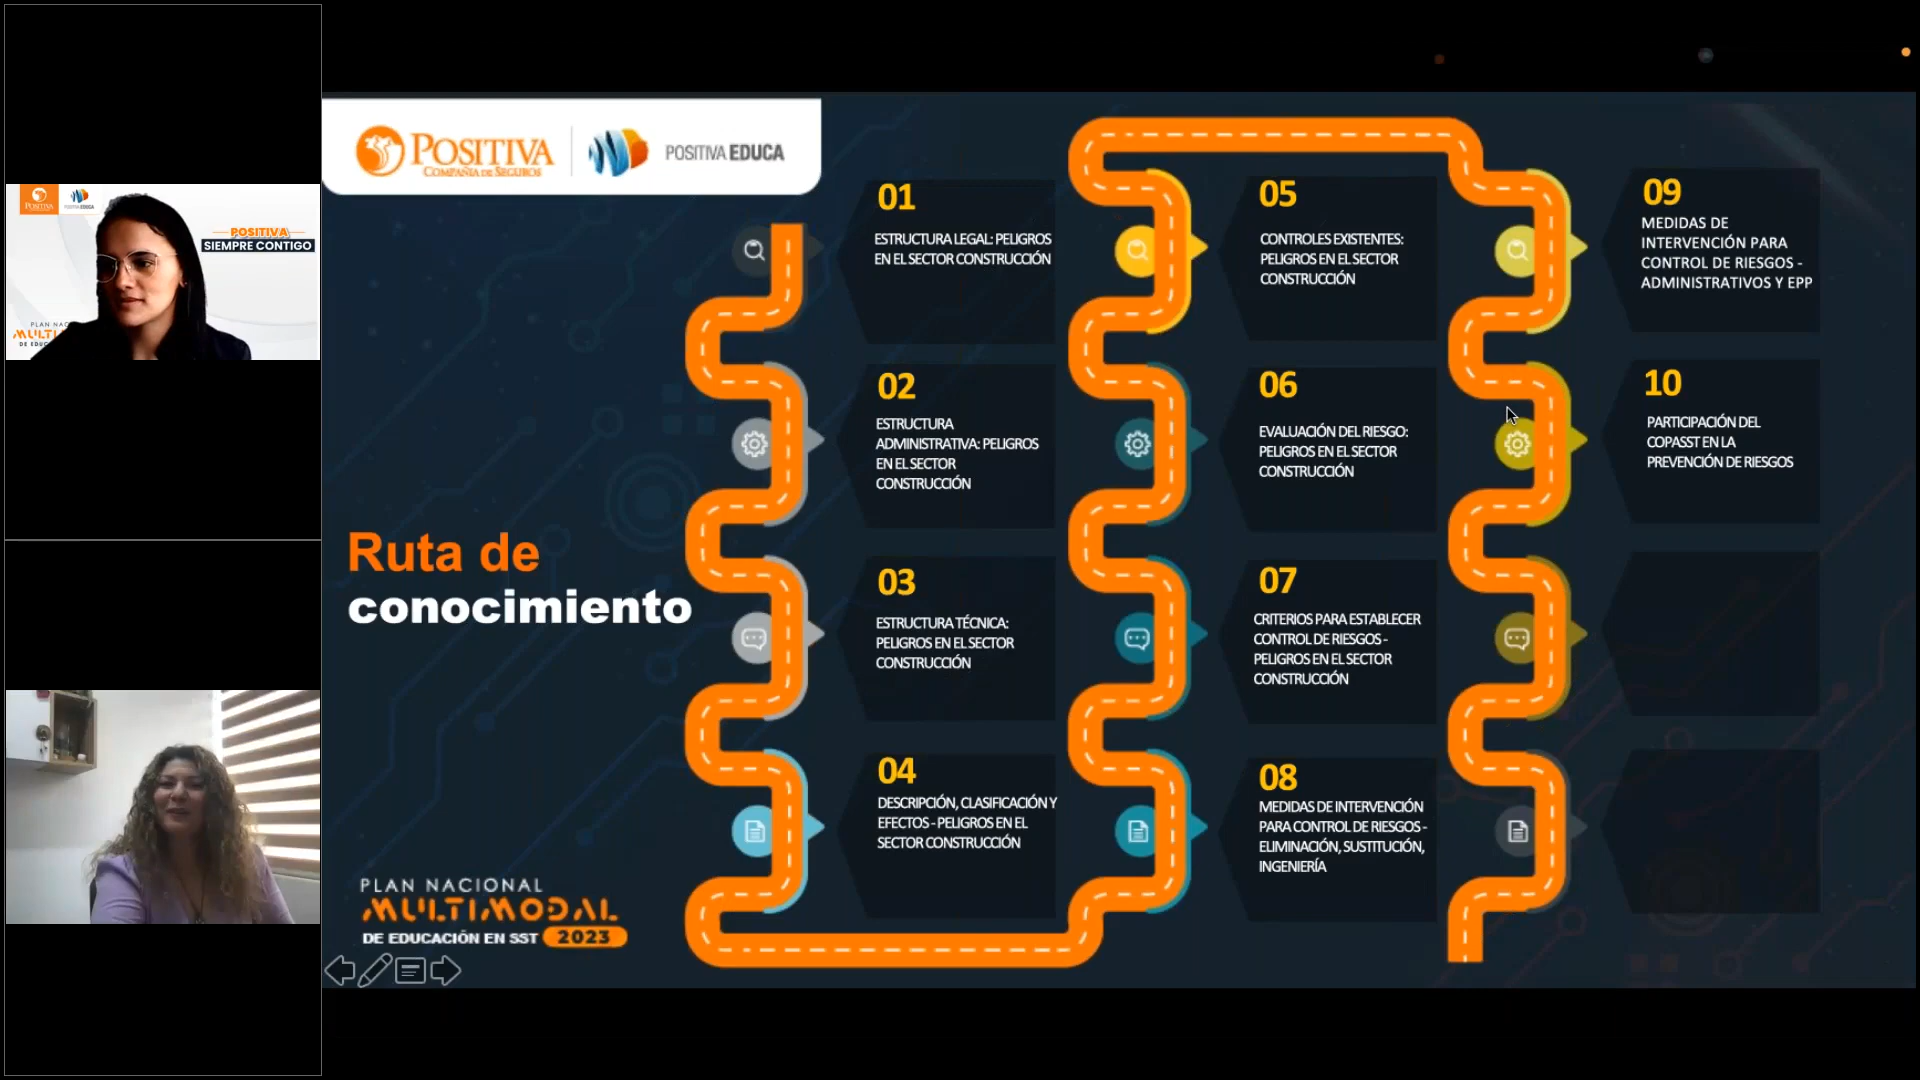 POSITIVA
COMPAÑÍA DE SEGUROS
POSITIVA EDUCA
01
ESTRUCTURA LEGAL: PELIGROS
EN EL SECTOR CONSTRUCCIÓN
02
ESTRUCTURA
ADMINISTRATIVA: PELIGROS
EN EL SECTOR
CONSTRUCCIÓN
03
ESTRUCTURA TÉCNICA:
PELIGROS EN EL SECTOR
CONSTRUCCIÓN
04
DESCRIPCIÓN, CLASIFICACIÓN Y
EFECTOS - PELIGROS EN EL
SECTOR CONSTRUCCIÓN
05
CONTROLES EXISTENTES:
PELIGROS EN EL SECTOR
CONSTRUCCIÓN
06
EVALUACIÓN DEL RIESGO:
PELIGROS EN EL SECTOR
CONSTRUCCIÓN
07
CRITERIOS PARA ESTABLECER
CONTROL DE RIESGOS -
PELIGROS EN EL SECTOR
CONSTRUCCIÓN
08
MEDIDAS DE INTERVENCIÓN
PARA CONTROL DE RIESGOS -
ELIMINACIÓN, SUSTITUCIÓN,
INGENIERÍA
09
MEDIDAS DE
INTERVENCIÓN PARA
CONTROL DE RIESGOS -
ADMINISTRATIVOS Y EPP
10
PARTICIPACIÓN DEL
COPASST EN LA
PREVENCIÓN DE RIESGOS
Ruta de
conocimiento
PLAN NACIONAL
MULTIMODAL
DE EDUCACIÓN EN SST 2023
POSITIVA
POSITIVA EDUCA
POSITIVA
SIEMPRE CONTIGO